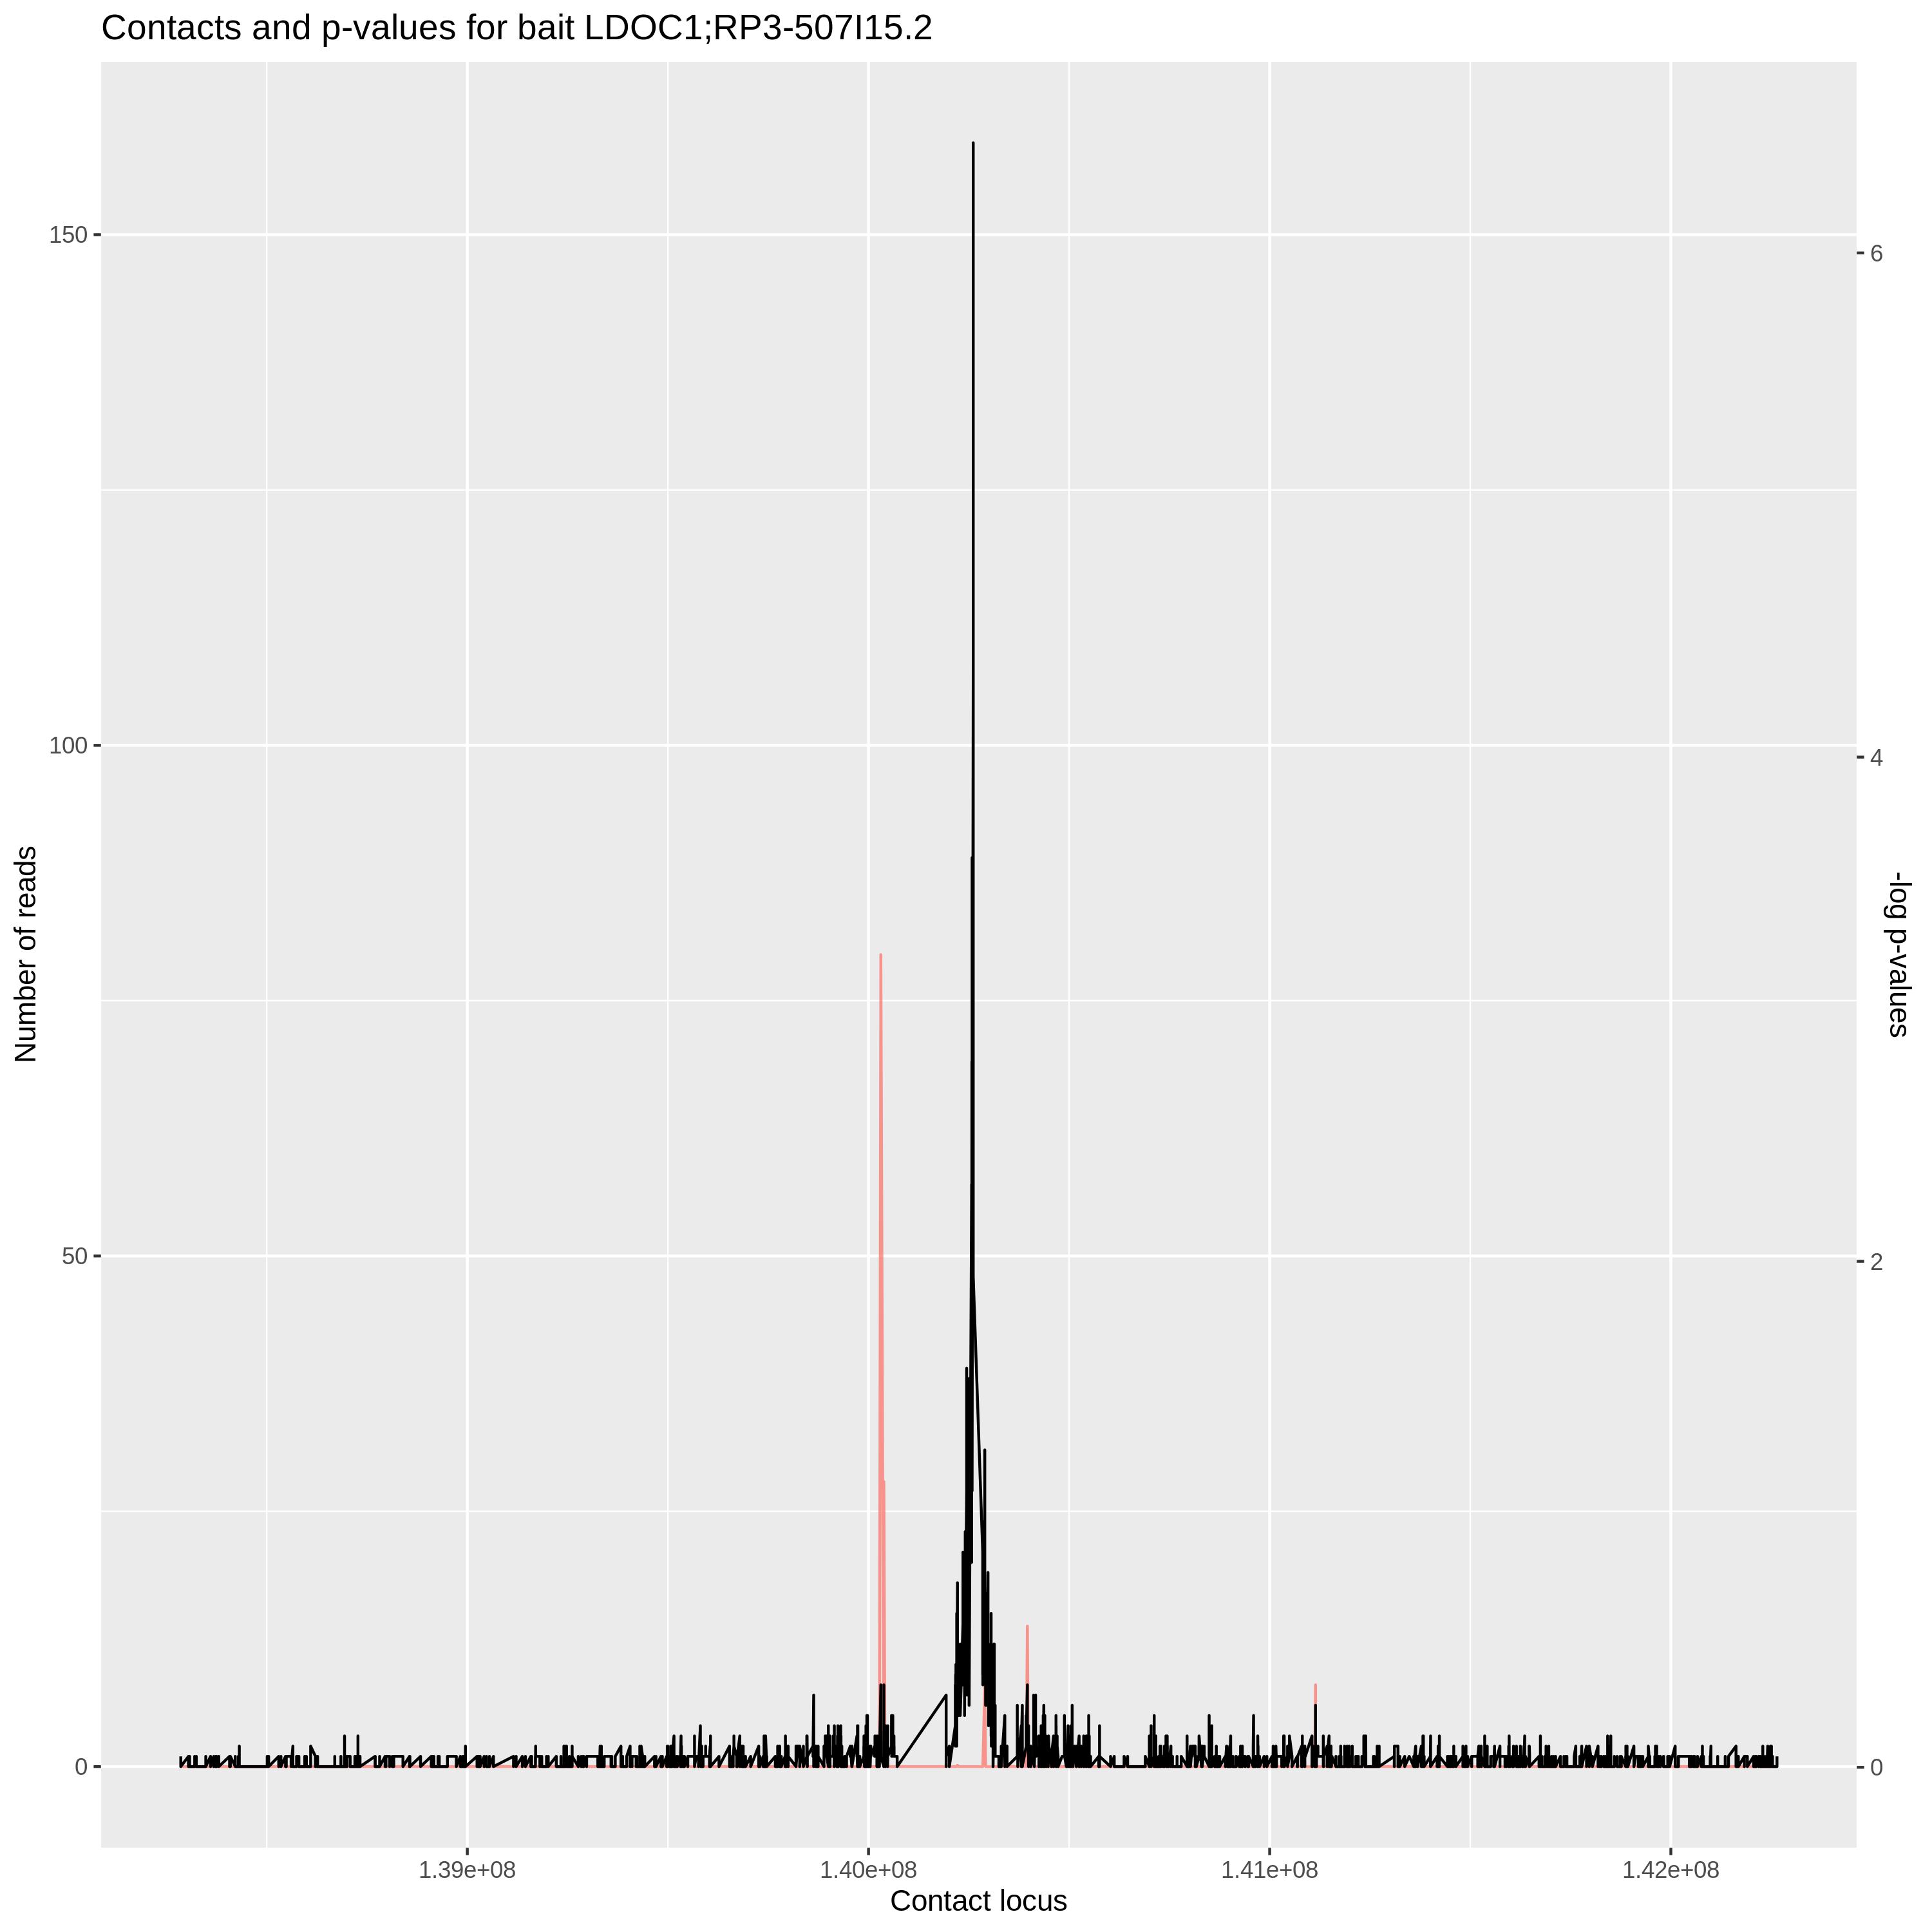 Contacts and p-values for bait LDOC1;RP3-507I15.2
150
100
50
0
6
4
2
0
Number of reads
-log p-values
1.39e+08
1.40e+08
1.41e+08
1.42e+08
Contact locus